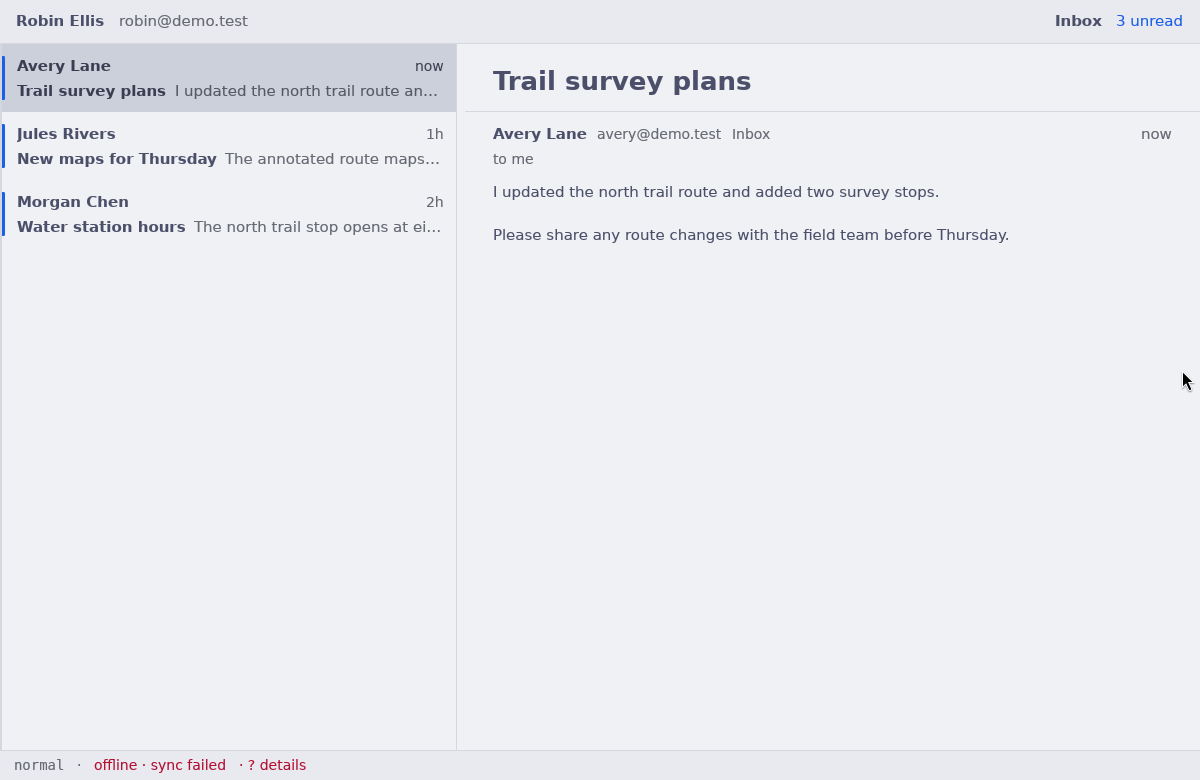 Robin Ellis robin@demo.test Inbox 3 unread
Avery Lane now
Trail survey plans I updated the north trail route an…
Jules Rivers 1h
New maps for Thursday The annotated route maps…
Morgan Chen 2h
Water station hours The north trail stop opens at ei…
Trail survey plans
Avery Lane avery@demo.test Inbox now
to me
I updated the north trail route and added two survey stops.
Please share any route changes with the field team before Thursday.
normal · offline · sync failed · ? details